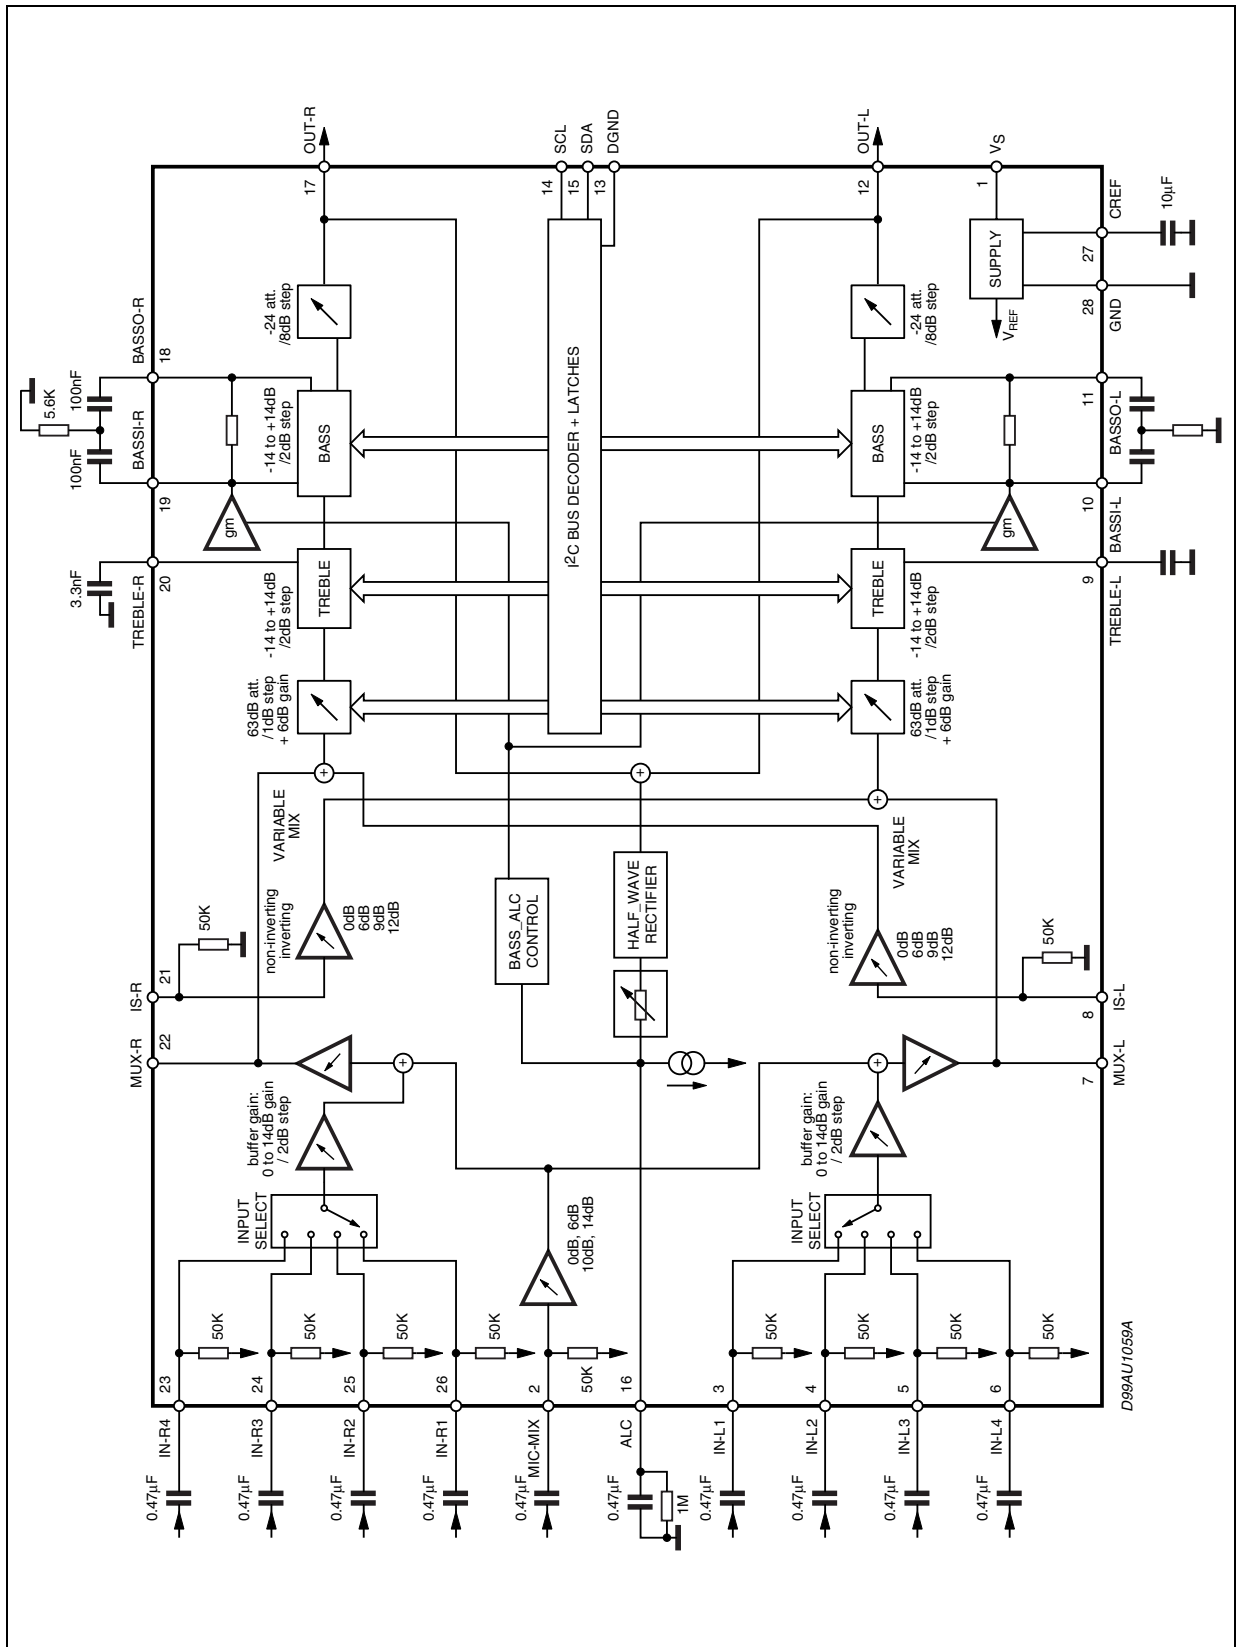 0.47µF
IN-R4
23
50K
0.47µF
IN-R3
24
50K
0.47µF
IN-R2
25
50K
0.47µF
IN-R1
26
50K
0.47µF
MIC-MIX
2
50K
0.47µF
1M
ALC
16
0.47µF
IN-L1
3
50K
0.47µF
IN-L2
4
50K
0.47µF
IN-L3
5
50K
0.47µF
IN-L4
6
50K
INPUT
SELECT
buffer gain:
0 to 14dB gain
/ 2dB step
0dB, 6dB
10dB, 14dB
INPUT
SELECT
buffer gain:
0 to 14dB gain
/ 2dB step
MUX-R
22
IS-R
21
50K
non-inverting
inverting
0dB
6dB
9dB
12dB
VARIABLE
MIX
+
+
BASS_ALC
CONTROL
HALF_WAVE
RECTIFIER
+
non-inverting
inverting
0dB
6dB
9dB
12dB
VARIABLE
MIX
+
+
50K
7
MUX-L
8
IS-L
63dB att.
/1dB step
+ 6dB gain
TREBLE-R
20
3.3nF
TREBLE
-14 to +14dB
/2dB step
gm
19
BASSI-R
100nF
5.6K
100nF
BASSO-R
18
BASS
-14 to +14dB
/2dB step
-24 att.
/8dB step
17
OUT-R
I2C BUS DECODER + LATCHES
14
SCL
15
SDA
13
DGND
63dB att.
/1dB step
+ 6dB gain
TREBLE
-14 to +14dB
/2dB step
9
TREBLE-L
gm
10
BASSI-L
11
BASSO-L
BASS
-14 to +14dB
/2dB step
-24 att.
/8dB step
12
OUT-L
SUPPLY
VREF
1
VS
28
GND
27
CREF
10µF
D99AU1059A